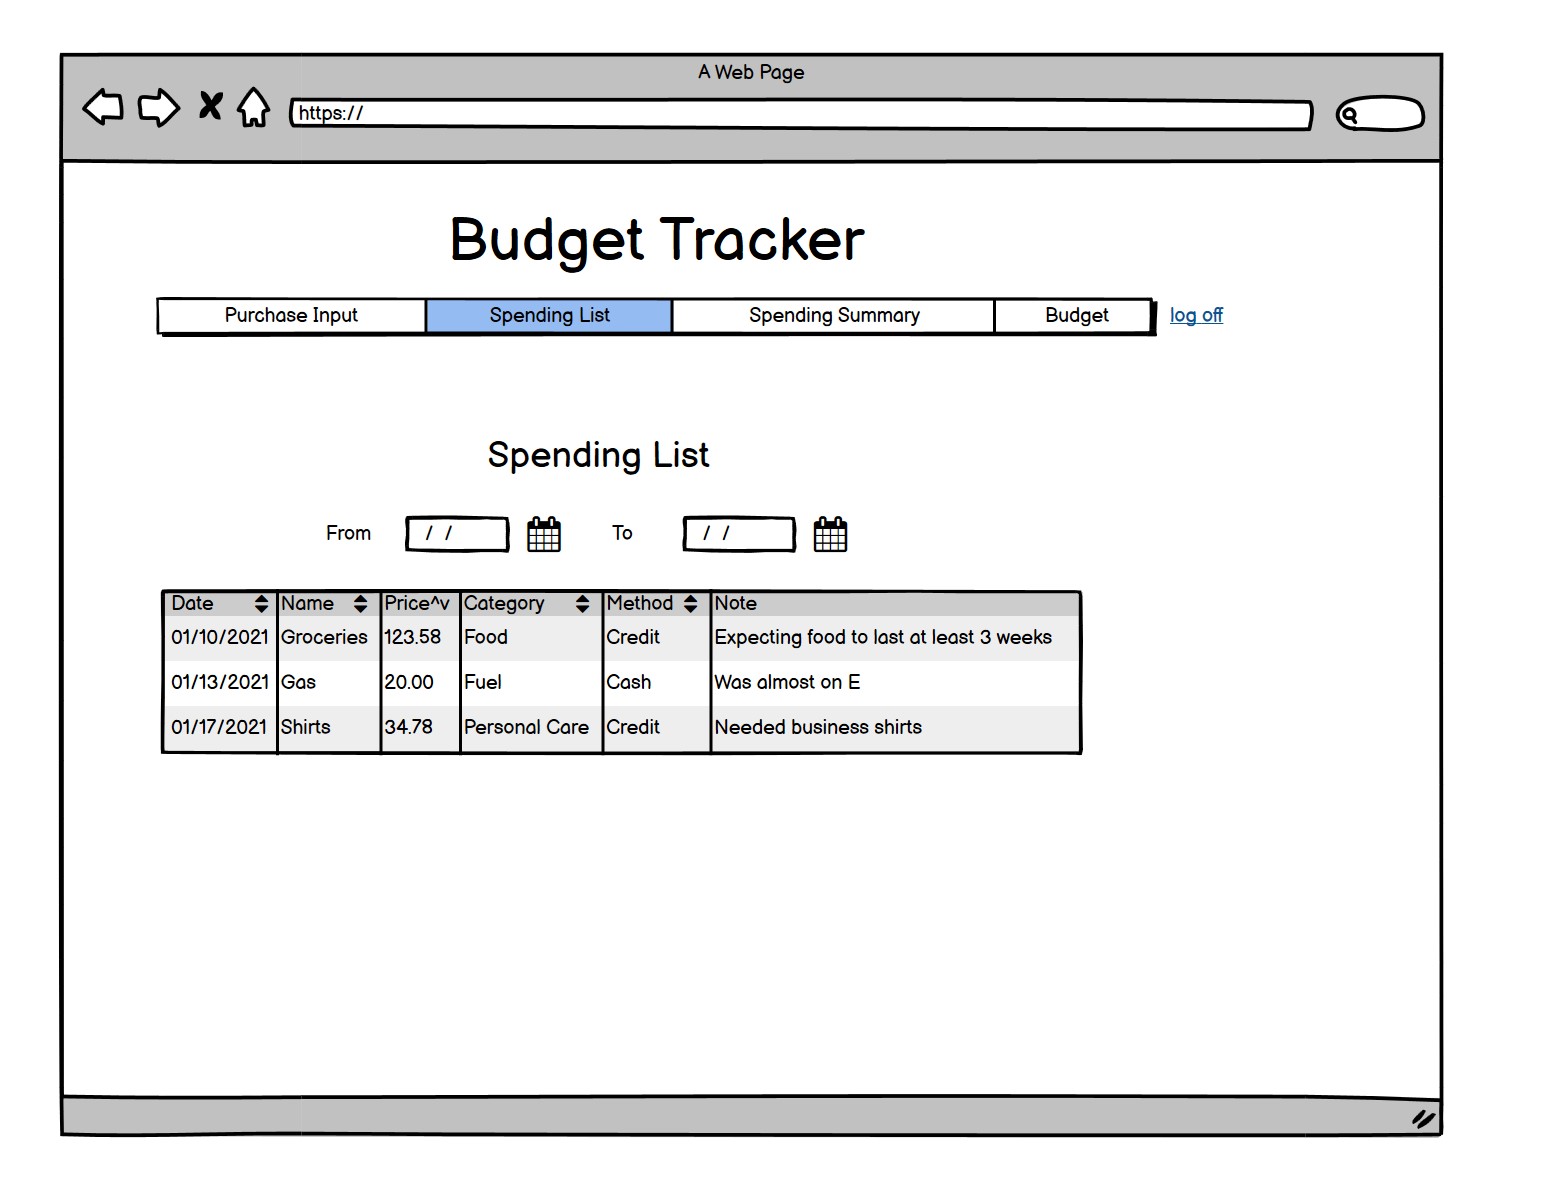 A Web Page
https://
Budget Tracker
Purchase Input Spending List Spending Summary Budget log off
Spending List
From / / To / /
Date Name Price^v Category Method Note
01/10/2021 Groceries 123.58 Food Credit Expecting food to last at least 3 weeks
01/13/2021 Gas 20.00 Fuel Cash Was almost on E
01/17/2021 Shirts 34.78 Personal Care Credit Needed business shirts